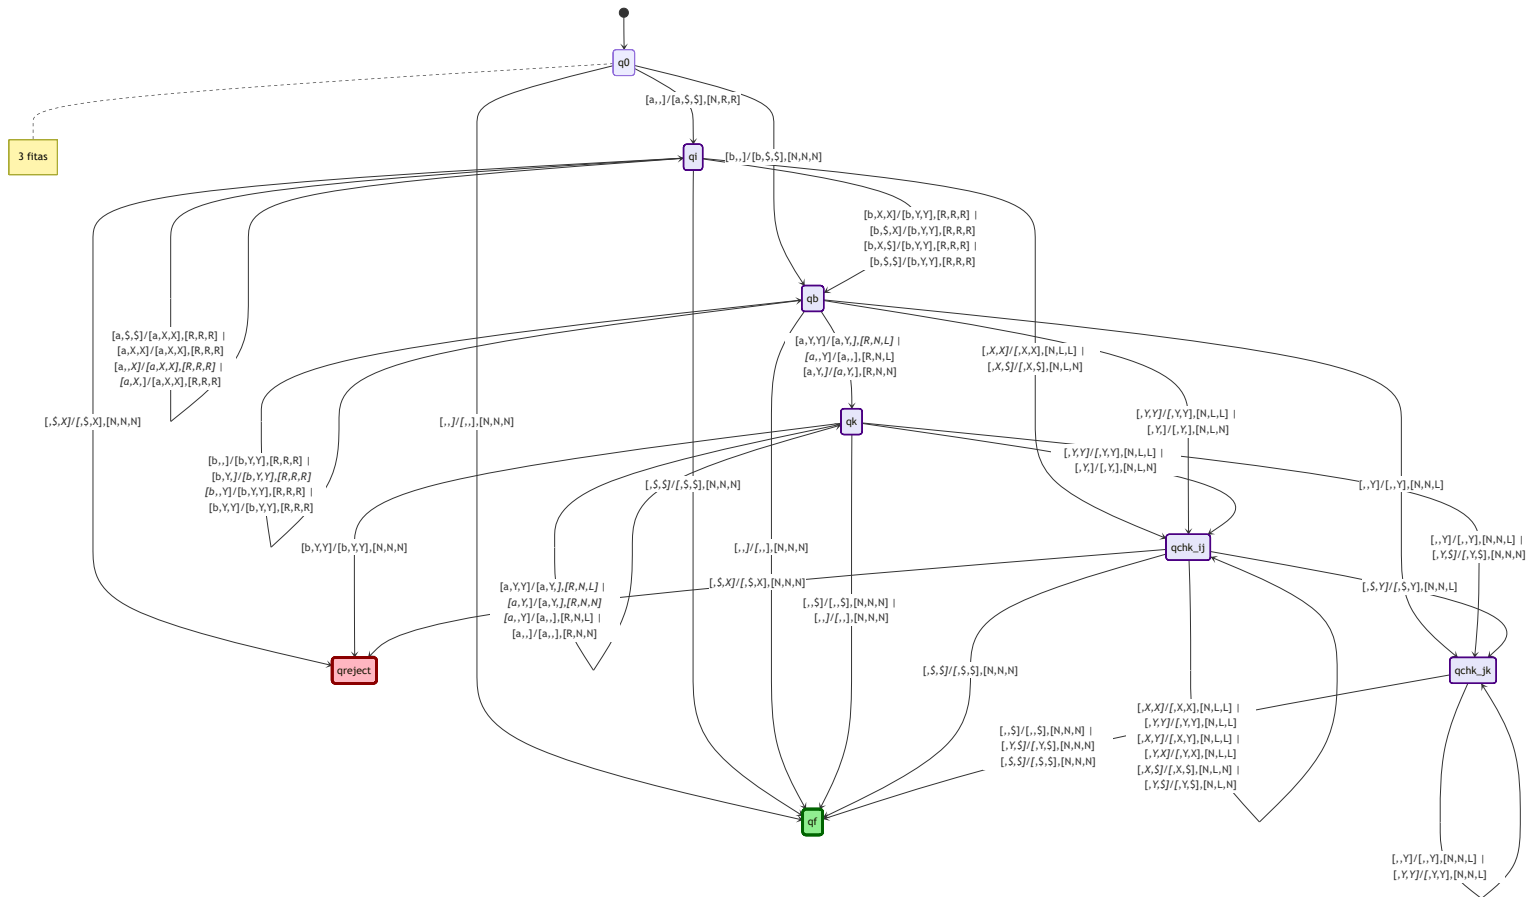 q0
[a,,]/[a,$,$],[N,R,R]
3 fitas
qi
[b,,]/[b,$,$],[N,N,N]
[b,X,X]/[b,Y,Y],[R,R,R] |
[b,$,X]/[b,Y,Y],[R,R,R]
[b,X,$]/[b,Y,Y],[R,R,R] |
[b,$,$]/[b,Y,Y],[R,R,R]
qb
[a,$,$]/[a,X,X],[R,R,R] |
[a,X,X]/[a,X,X],[R,R,R]
[a,,X]/[a,X,X],[R,R,R] |
[a,X,]/[a,X,X],[R,R,R]
[a,Y,Y]/[a,Y,],[R,N,L] |
[a,,Y]/[a,,],[R,N,L]
[a,Y,]/[a,Y,],[R,N,N]
[,X,X]/[,X,X],[N,L,L] |
[,X,$]/[,X,$],[N,L,N]
[,$,X]/[,$,X],[N,N,N]
[,,]/[,,],[N,N,N]
qk
[,Y,Y]/[,Y,Y],[N,L,L] |
[,Y,]/[,Y,],[N,L,N]
[,Y,Y]/[,Y,Y],[N,L,L] |
[,Y,]/[,Y,],[N,L,N]
[b,,]/[b,Y,Y],[R,R,R] |
[b,Y,]/[b,Y,Y],[R,R,R]
[b,,Y]/[b,Y,Y],[R,R,R] |
[b,Y,Y]/[b,Y,Y],[R,R,R]
[,$,$]/[,$,$],[N,N,N]
[,,Y]/[,,Y],[N,N,L]
[b,Y,Y]/[b,Y,Y],[N,N,N]
[,,]/[,,],[N,N,N]
qchk_ij
[,,Y]/[,,Y],[N,N,L] |
[,Y,$]/[,Y,$],[N,N,N]
[a,Y,Y]/[a,Y,],[R,N,L] |
[a,Y,]/[a,Y,],[R,N,N]
[a,,Y]/[a,,],[R,N,L] |
[a,,]/[a,,],[R,N,N]
[,$,X]/[,$,X],[N,N,N]
[,,$]/[,,$],[N,N,N] |
[,,]/[,,],[N,N,N]
[,$,Y]/[,$,Y],[N,N,L]
qreject
[,$,$]/[,$,$],[N,N,N]
qchk_jk
[,,$]/[,,$],[N,N,N] |
[,Y,$]/[,Y,$],[N,N,N]
[,$,$]/[,$,$],[N,N,N]
[,X,X]/[,X,X],[N,L,L] |
[,Y,Y]/[,Y,Y],[N,L,L]
[,X,Y]/[,X,Y],[N,L,L] |
[,Y,X]/[,Y,X],[N,L,L]
[,X,$]/[,X,$],[N,L,N] |
[,Y,$]/[,Y,$],[N,L,N]
qf
[,,Y]/[,,Y],[N,N,L] |
[,Y,Y]/[,Y,Y],[N,N,L]